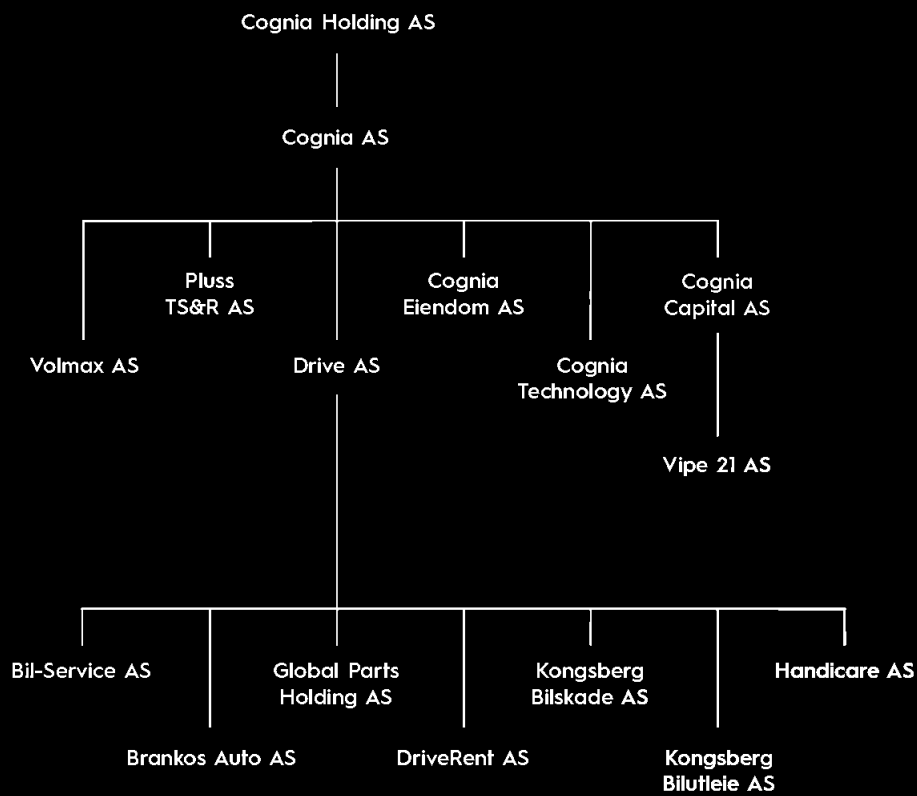 Cognia Holding AS
Cognia AS
Pluss
TS&R AS
Cognia
Eiendom AS
Cognia
Capital AS
Volmax AS
Drive AS
Cognia
Technology AS
Vipe 21 AS
Bil-Service AS
Global Parts
Holding AS
Kongsberg
Bilskade AS
Handicare AS
Brankos Auto AS
DriveRent AS
Kongsberg
Bilutleie AS